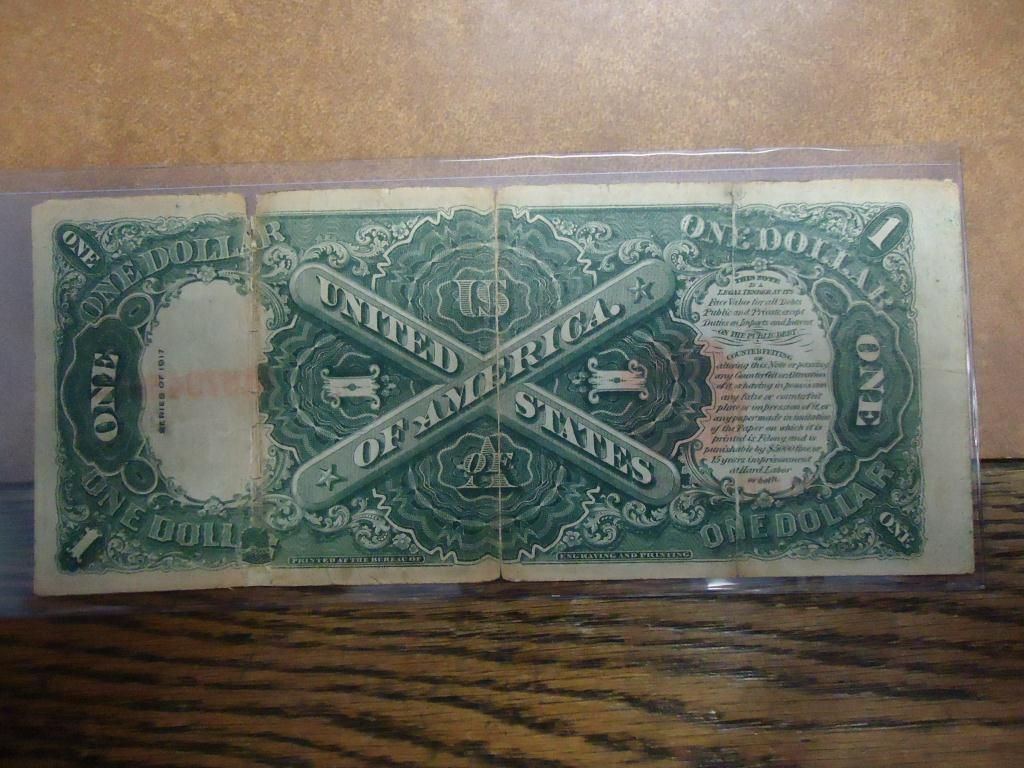 ONE
ONE DOLLAR
ONE DOLLAR
1
US
THIS NOTE
IS A
LEGAL TENDER AT ITS
Face Value for all Debts
Public and Private, except
Duties on Imports and Interest
ON THE PUBLIC DEBT.
UNITED
STATES
OF AMERICA.
ONE
SERIES OF 1917
1
1
COUNTERFEITING
or
altering this Note or passing
any Counterfeit or Alteration
of it, or having in possession
any false or counterfeit
plate or impression of it, or
any paper made in imitation
of the Paper on which it is
printed is Felony, and is
punishable by $5000 fine or
15 years imprisonment
at Hard Labor
or both.
ONE
OF
A
ONE DOLL
ONE DOLLAR
1
ONE
PRINTED AT THE BUREAU OF
ENGRAVING AND PRINTING